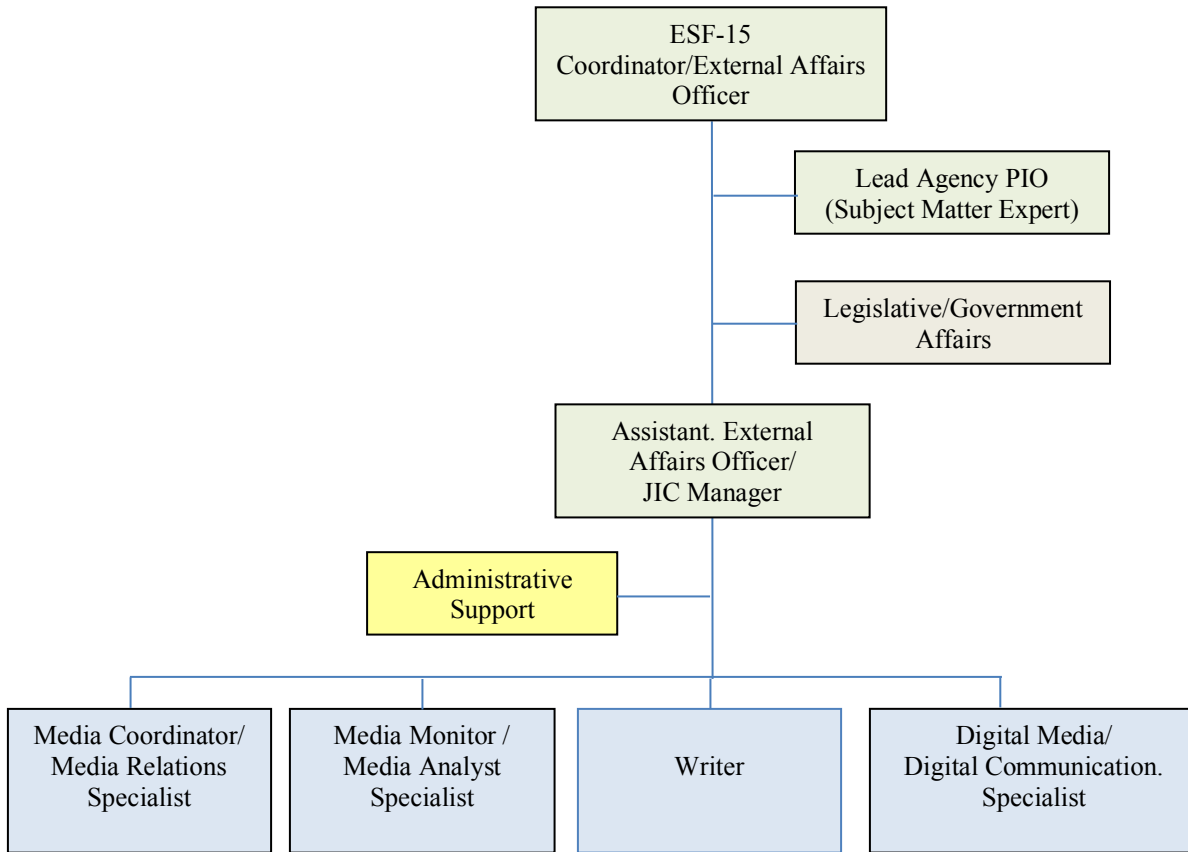 ESF-15
Coordinator/External Affairs
Officer
Lead Agency PIO
(Subject Matter Expert)
Legislative/Government
Affairs
Assistant. External
Affairs Officer/
JIC Manager
Administrative
Support
Media Coordinator/
Media Relations
Specialist
Media Monitor /
Media Analyst
Specialist
Writer
Digital Media/
Digital Communication.
Specialist